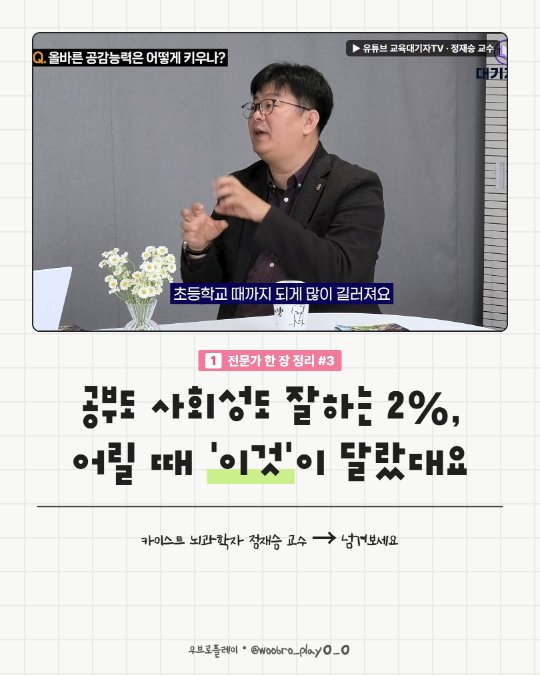 Q. 올바른 공감능력은 어떻게 키우나?
▶ 유튜브 교육대기자TV · 정재승 교수
대기자
초등학교 때까지 되게 많이 길러져요
1 전문가 한 장 정리 #3
공부도 사회성도 잘하는 2%,
어릴 때 '이것'이 달랐대요
카이스트 뇌과학자 정재승 교수 → 넘겨보세요
우브로플레이 • @woobro_play0_0